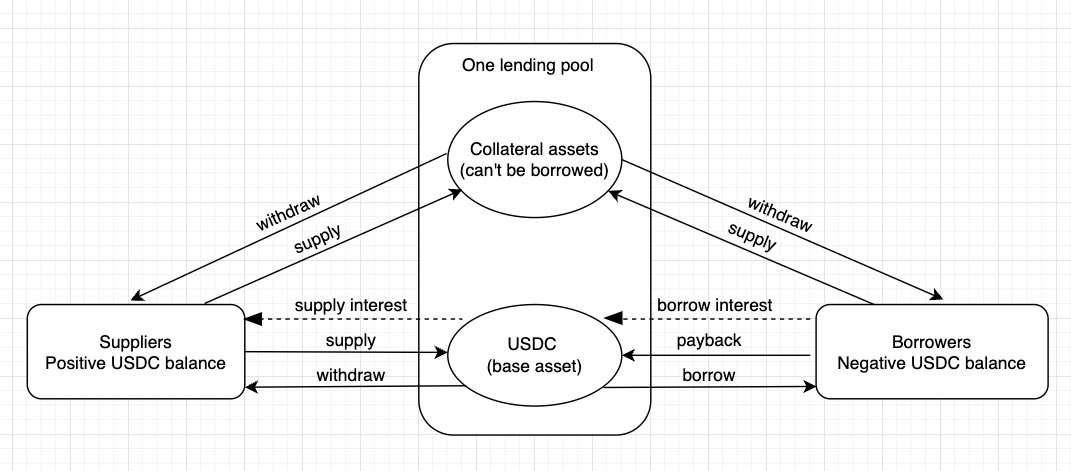 One lending pool
Collateral assets
(can't be borrowed)
withdraw
supply
withdraw
supply
supply interest
borrow interest
Suppliers
Positive USDC balance
supply
withdraw
USDC
(base asset)
payback
borrow
Borrowers
Negative USDC balance